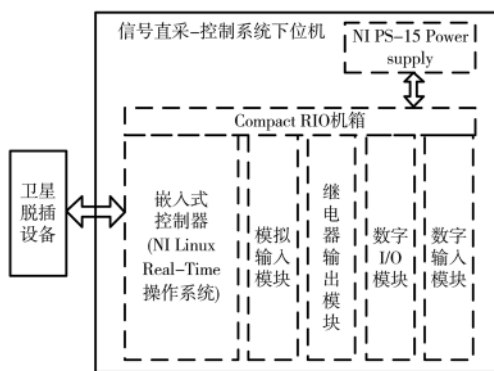 信号直采-控制系统下位机
NI PS-15 Power
supply
Compact RIO机箱
卫星
脱插
设备
嵌入式
控制器
(NI Linux
Real-Time
操作系统)
模拟
输入
模块
继
电
器
输
出
模
块
数字
I/O
模块
数字
输入
模块